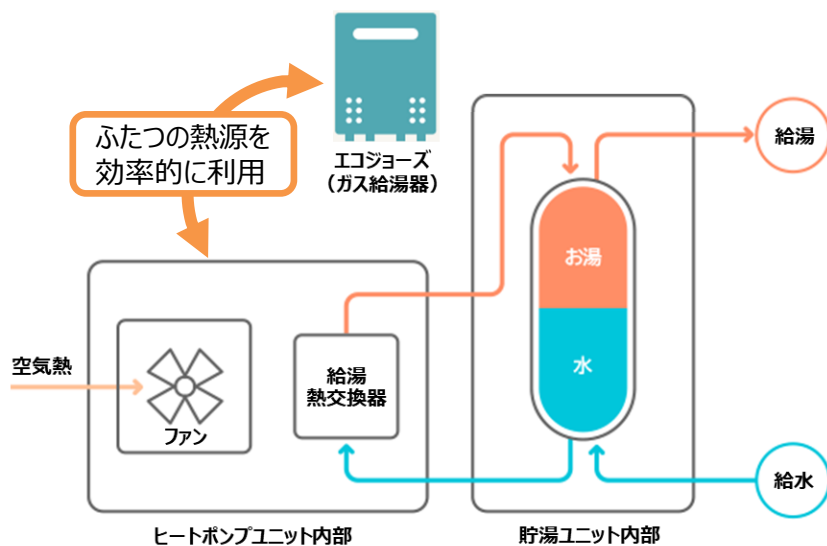 ふたつの熱源を
効率的に利用
エコジョーズ
（ガス給湯器）
給湯
お湯
水
空気熱
ファン
給湯
熱交換器
給水
ヒートポンプユニット内部
貯湯ユニット内部